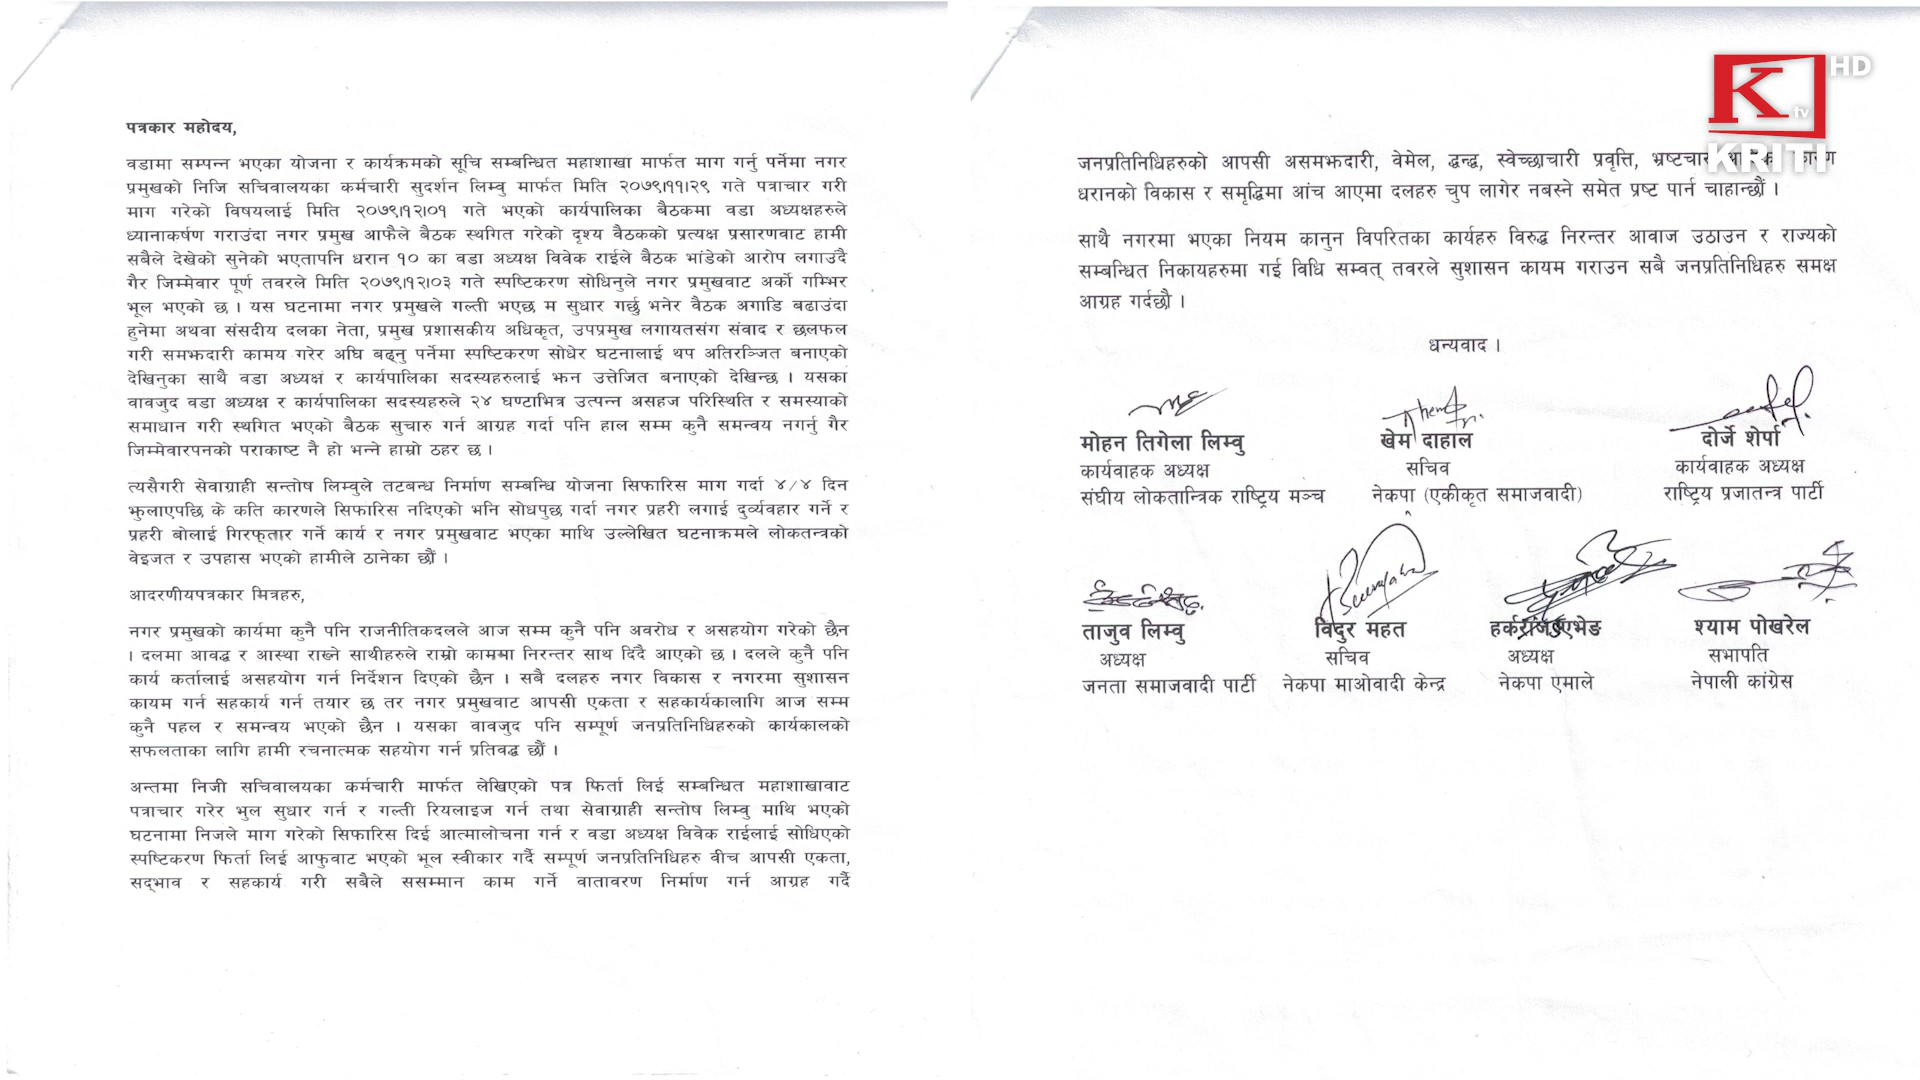 पत्रकार महोदय,
वडामा सम्पन्न भएका योजना र कार्यक्रमको सूचि सम्बन्धित महाशाखा मार्फत माग गर्नु पर्नेमा नगर
प्रमुखको निजि सचिवालयका कर्मचारी सुदर्शन लिम्वु मार्फत मिति २०७९।११।२९ गते पत्राचार गरी
माग गरेको विषयलाई मिति २०७९।१२।०१ गते भएको कार्यपालिका बैठकमा वडा अध्यक्षहरुले
ध्यानाकर्षण गराउंदा नगर प्रमुख आफैले बैठक स्थगित गरेको दृश्य वैठकको प्रत्यक्ष प्रसारणवाट हामी
सबैले देखेको सुनेको भएतापनि धरान १० का वडा अध्यक्ष विवेक राईले बैठक भांडेको आरोप लगाउदै
गैर जिम्मेवार पूर्ण तवरले मिति २०७९।१२।०३ गते स्पष्टिकरण सोधिनुले नगर प्रमुखवाट अर्को गम्भिर
भूल भएको छ । यस घटनामा नगर प्रमुखले गल्ती भएछ म सुधार गर्छु भनेर वैठक अगाडि बढाउंदा
हुनेमा अथवा संसदीय दलका नेता, प्रमुख प्रशासकीय अधिकृत, उपप्रमुख लगायतसंग संवाद र छलफल
गरी समझदारी कामय गरेर अघि बढ्नु पर्नेमा स्पष्टिकरण सोधेर घटनालाई थप अतिरञ्जित बनाएको
देखिनुका साथै वडा अध्यक्ष र कार्यपालिका सदस्यहरुलाई झन उत्तेजित बनाएको देखिन्छ । यसका
वावजुद वडा अध्यक्ष र कार्यपालिका सदस्यहरुले २४ घण्टाभित्र उत्पन्न असहज परिस्थिति र समस्याको
समाधान गरी स्थगित भएको बैठक सुचारु गर्न आग्रह गर्दा पनि हाल सम्म कुनै समन्वय नगर्नु गैर
जिम्मेवारपनको पराकाष्ट नै हो भन्ने हाम्रो ठहर छ ।
त्यसैगरी सेवाग्राही सन्तोष लिम्वुले तटबन्ध निर्माण सम्बन्धि योजना सिफारिस माग गर्दा ४/४ दिन
झुलाएपछि के कति कारणले सिफारिस नदिएको भनि सोधपुछ गर्दा नगर प्रहरी लगाई दुर्व्यवहार गर्ने र
प्रहरी बोलाई गिरफ्तार गर्ने कार्य र नगर प्रमुखवाट भएका माथि उल्लेखित घटनाक्रमले लोकतन्त्रको
वेइजत र उपहास भएको हामीले ठानेका छौं ।
आदरणीयपत्रकार मित्रहरु,
नगर प्रमुखको कार्यमा कुनै पनि राजनीतिकदलले आज सम्म कुनै पनि अवरोध र असहयोग गरेको छैन
। दलमा आवद्ध र आस्था राख्ने साथीहरुले राम्रो काममा निरन्तर साथ दिदै आएको छ । दलले कुनै पनि
कार्य कर्तालाई असहयोग गर्न निर्देशन दिएको छैन । सबै दलहरु नगर विकास र नगरमा सुशासन
कायम गर्न सहकार्य गर्न तयार छ तर नगर प्रमुखवाट आपसी एकता र सहकार्यकालागि आज सम्म
कुनै पहल र समन्वय भएको छैन । यसका वावजुद पनि सम्पूर्ण जनप्रतिनिधिहरुको कार्यकालको
सफलताका लागि हामी रचनात्मक सहयोग गर्न प्रतिवद्ध छौं ।
अन्तमा निजी सचिवालयका कर्मचारी मार्फत लेखिएको पत्र फिर्ता लिई सम्बन्धित महाशाखावाट
पत्राचार गरेर भुल सुधार गर्न र गल्ती रियलाइज गर्न तथा सेवाग्राही सन्तोष लिम्वु माथि भएको
घटनामा निजले माग गरेको सिफारिस दिई आत्मालोचना गर्न र वडा अध्यक्ष विवेक राईलाई सोधिएको
स्पष्टिकरण फिर्ता लिई आफुवाट भएको भूल स्वीकार गर्दै सम्पूर्ण जनप्रतिनिधिहरु वीच आपसी एकता,
सद्भाव र सहकार्य गरी सबैले ससम्मान काम गर्ने वातावरण निर्माण गर्न आग्रह गर्दै
K tv HD
KRITI
जनप्रतिनिधिहरुको आपसी असमझदारी, वेमेल, द्वन्द्व, स्वेच्छाचारी प्रवृत्ति, भ्रष्टचार
धरानको विकास र समृद्धिमा आंच आएमा दलहरु चुप लागेर नबस्ने समेत प्रष्ट पार्न चाहान्छौं ।
साथै नगरमा भएका नियम कानुन विपरितका कार्यहरु विरुद्ध निरन्तर आवाज उठाउन र राज्यको
सम्बन्धित निकायहरुमा गई विधि सम्वत् तवरले सुशासन कायम गराउन सबै जनप्रतिनिधिहरु समक्ष
आग्रह गर्दछौ ।
धन्यवाद ।
मोहन तिगेला लिम्वु खेम दाहाल दोर्जे शेर्पा
कार्यवाहक अध्यक्ष सचिव कार्यवाहक अध्यक्ष
संघीय लोकतान्त्रिक राष्ट्रिय मञ्च नेकपा (एकीकृत समाजवादी) राष्ट्रिय प्रजातन्त्र पार्टी
ताजुव लिम्वु विदुर महत श्याम पोखरेल
अध्यक्ष सचिव अध्यक्ष सभापति
जनता समाजवादी पार्टी नेकपा माओवादी केन्द्र नेकपा एमाले नेपाली कांग्रेस